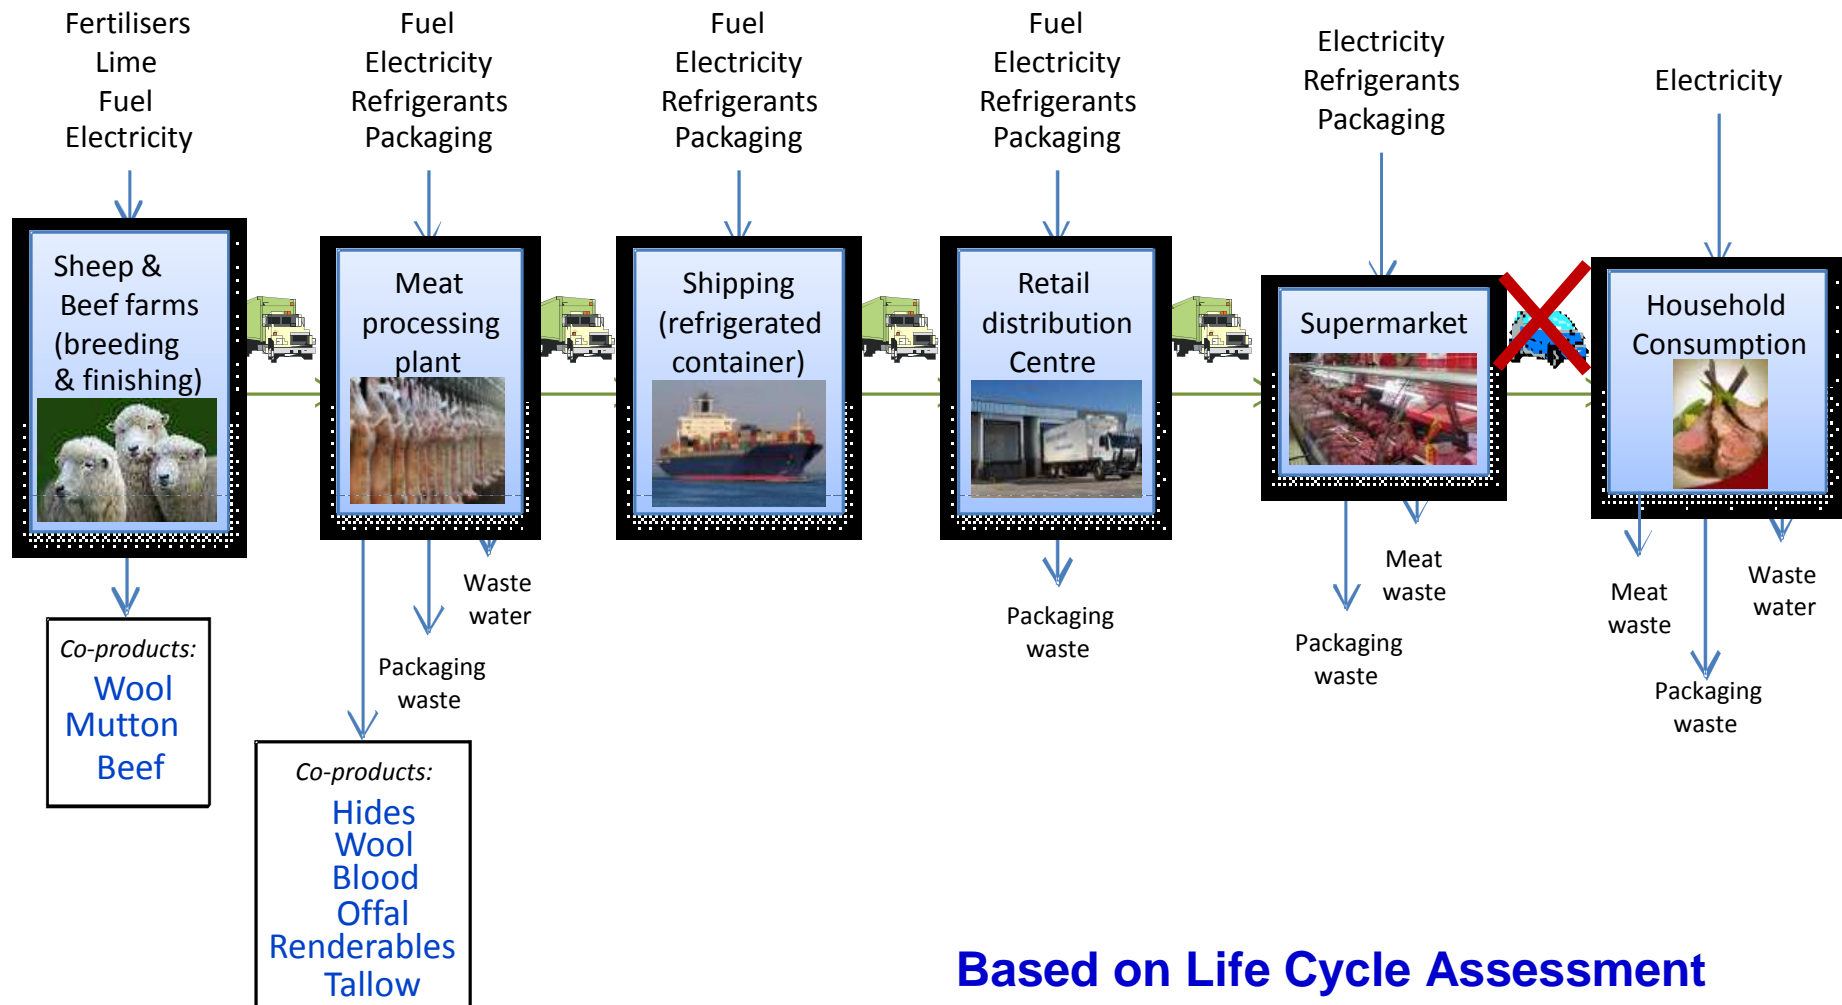 Fertilisers
Lime
Fuel
Electricity
Fuel
Electricity
Refrigerants
Packaging
Fuel
Electricity
Refrigerants
Packaging
Fuel
Electricity
Refrigerants
Packaging
Electricity
Refrigerants
Packaging
Electricity
Sheep &
Beef farms
(breeding
& finishing)
Meat
processing
plant
Shipping
(refrigerated
container)
Retail
distribution
Centre
Supermarket
Household
Consumption
Co-products:
Wool
Mutton
Beef
Waste
water
Packaging
waste
Co-products:
Hides
Wool
Blood
Offal
Renderables
Tallow
Packaging
waste
Meat
waste
Packaging
waste
Meat
waste
Waste
water
Packaging
waste
Based on Life Cycle Assessment